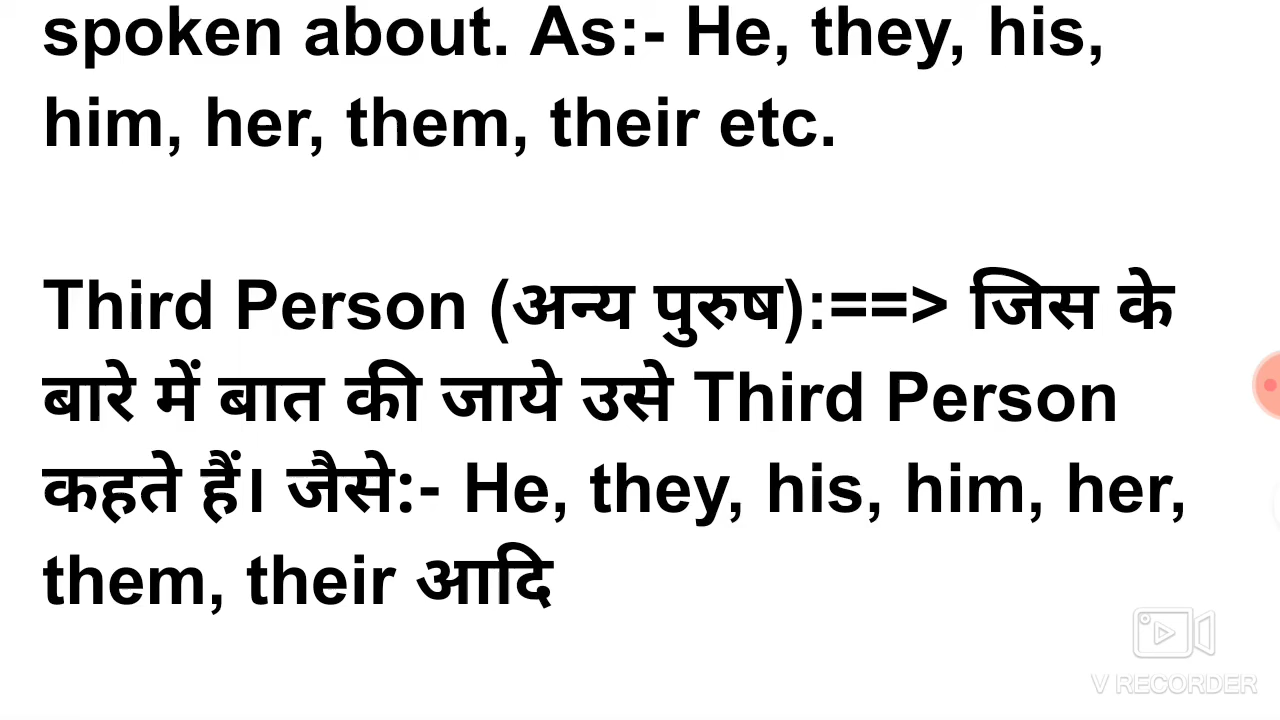 spoken about. As:- He, they, his,
him, her, them, their etc.
Third Person (अन्य पुरुष):==> जिस के
बारे में बात की जाये उसे Third Person
कहते हैं। जैसे:- He, they, his, him, her,
them, their आदि
V RECORDER